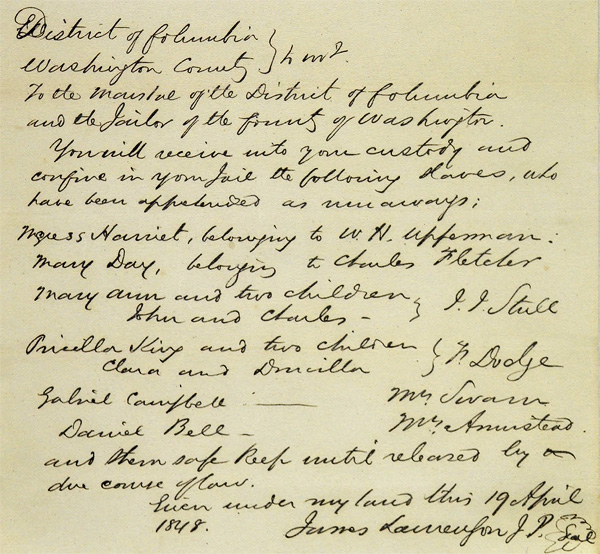 District of Columbia
Washington County } to wit.
To the Marshal of the District of Columbia
and the Jailor of the County of Washington.
You will receive into your custody and
confine in your Jail the following slaves, who
have been apprehended as runaways;
Harriet, belonging to W. H. Upperman:
Mary Day, belonging to Charles Fletcher
Mary Ann and two children
John and Charles – } J. J. Stull
Pricella King and two children
Clara and Drucilla } F. Dodge
Gabriel Campbell — Mrs. Swann
Daniel Bell – Mrs. Armistead.
and them safe keep until released by
due course of law.
Given under my hand this 19 April
1848. James Lawrenson J. P. Seal